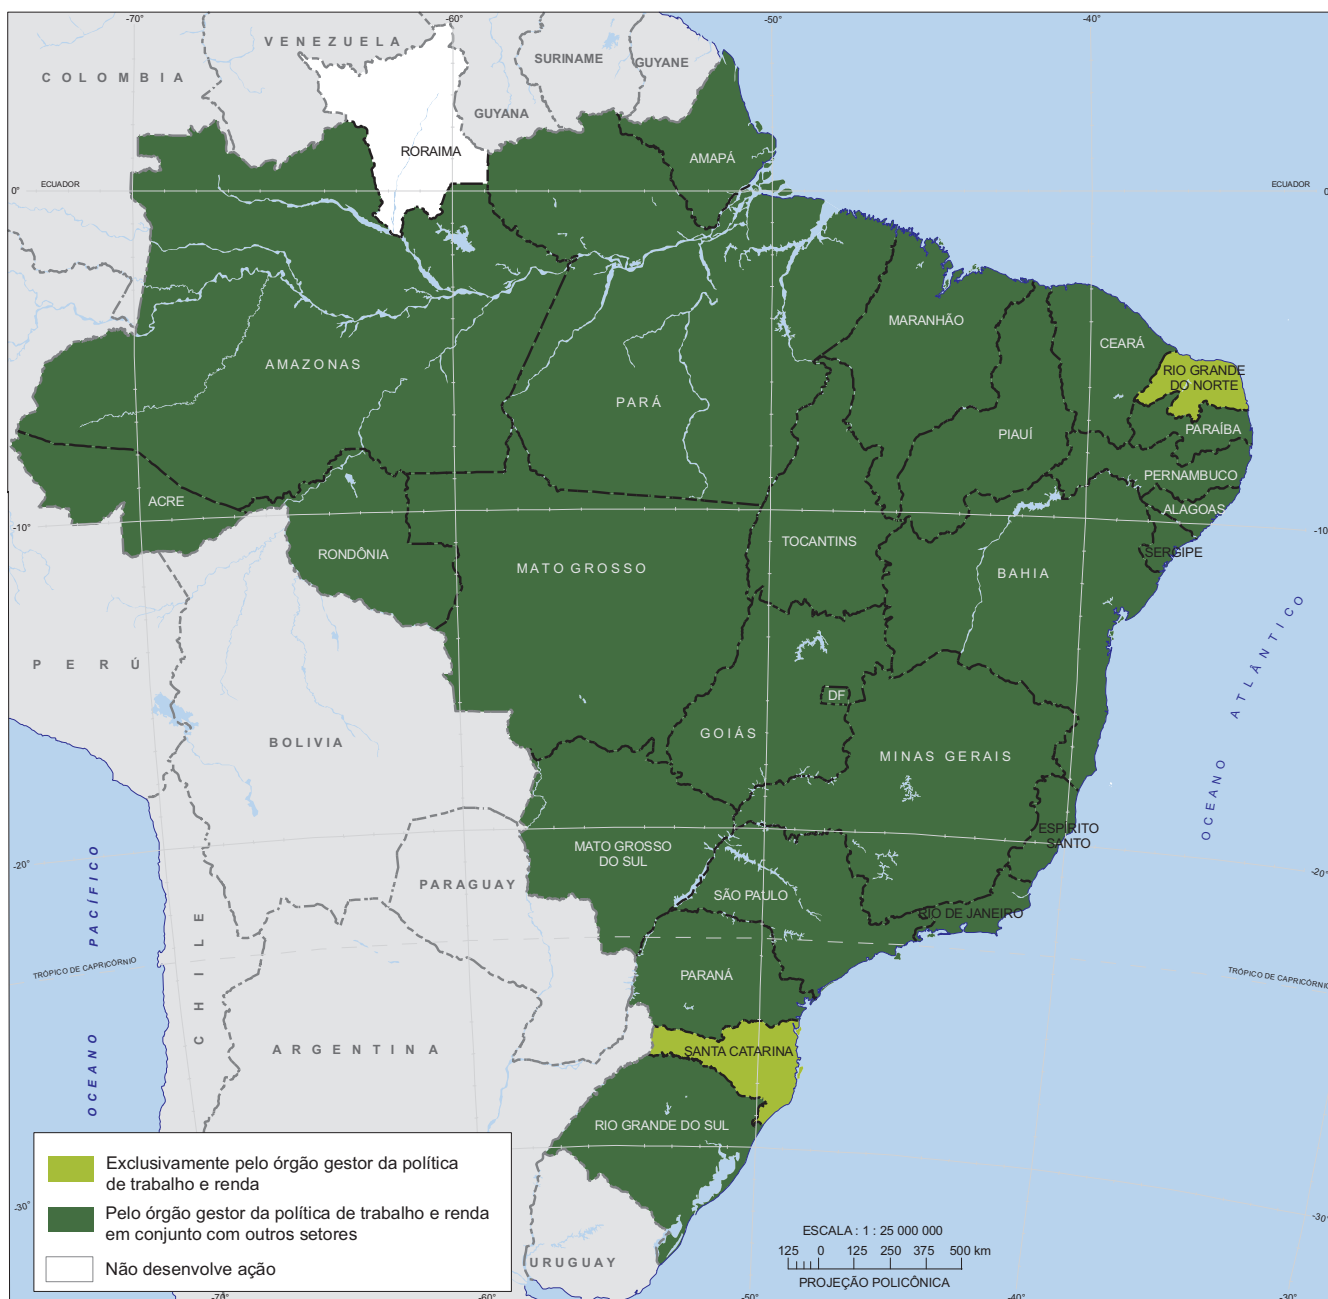 -70°
-60°
-50°
-40°
VENEZUELA
COLOMBIA
SURINAME
GUYANE
GUYANA
RORAIMA
AMAPÁ
ECUADOR
ECUADOR
0°
0
AMAZONAS
PARÁ
MARANHÃO
CEARÁ
RIO GRANDE
DO NORTE
PARAÍBA
PIAUÍ
PERNAMBUCO
ALAGOAS
SERGIPE
ACRE
-10°
-10
RONDÔNIA
MATO GROSSO
TOCANTINS
BAHIA
PERÚ
BOLIVIA
DF
GOIÁS
MINAS GERAIS
OCEANO ATLÂNTICO
ESPÍRITO
SANTO
MATO GROSSO
DO SUL
-20°
-20°
PARAGUAY
SÃO PAULO
RIO DE JANEIRO
OCEANO PACÍFICO
CHILE
TRÓPICO DE CAPRICÓRNIO
TRÓPICO DE CAPRICÓRNIO
PARANÁ
ARGENTINA
SANTA CATARINA
RIO GRANDE DO SUL
Exclusivamente pelo órgão gestor da política
de trabalho e renda
Pelo órgão gestor da política de trabalho e renda
em conjunto com outros setores
Não desenvolve ação
-30°
-30°
URUGUAY
ESCALA : 1 : 25 000 000
125 0 125 250 375 500 km
PROJEÇÃO POLICÔNICA
-70°
-60°
-50°
-40°
-30°